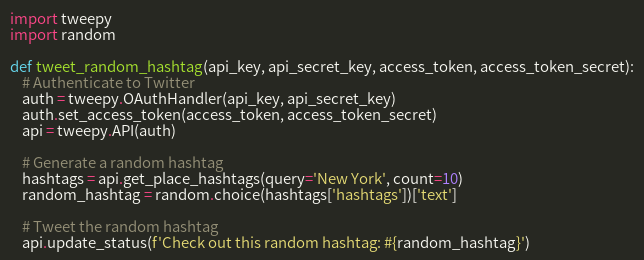 import tweepy
import random

def tweet_random_hashtag(api_key, api_secret_key, access_token, access_token_secret):
    # Authenticate to Twitter
    auth = tweepy.OAuthHandler(api_key, api_secret_key)
    auth.set_access_token(access_token, access_token_secret)
    api = tweepy.API(auth)

    # Generate a random hashtag
    hashtags = api.get_place_hashtags(query='New York', count=10)
    random_hashtag = random.choice(hashtags['hashtags'])['text']

    # Tweet the random hashtag
    api.update_status(f'Check out this random hashtag: #{random_hashtag}')